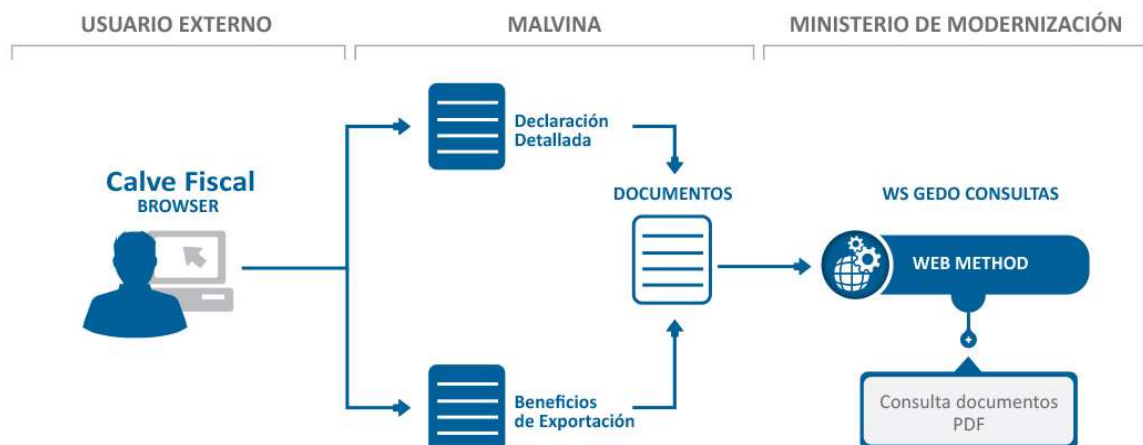 USUARIO EXTERNO
MALVINA
MINISTERIO DE MODERNIZACIÓN
Declaración
Detallada
Calve Fiscal
BROWSER
DOCUMENTOS
WS GEDO CONSULTAS
WEB METHOD
Beneficios
de Exportación
Consulta documentos
PDF